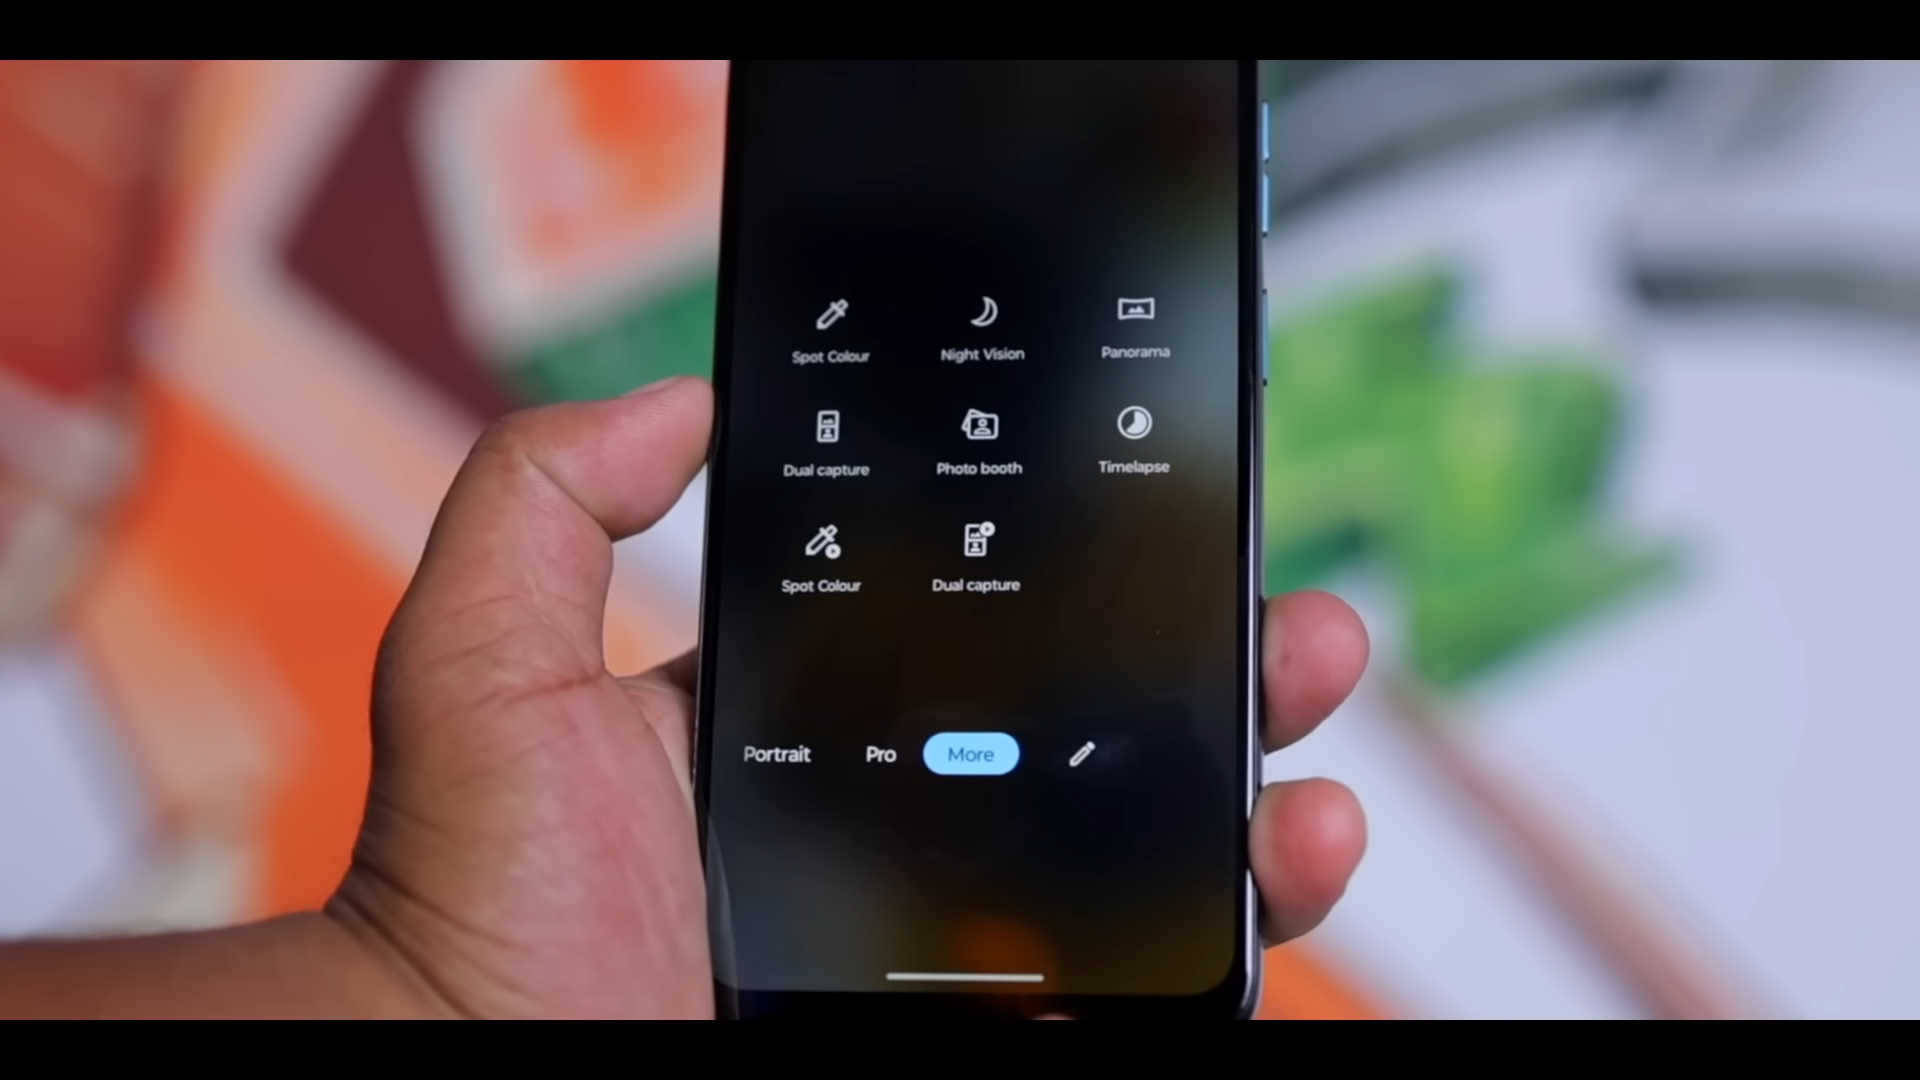 Spot Colour
Night Vision
Panorama
Dual capture
Photo booth
Timelapse
Spot Colour
Dual capture
Portrait
Pro
More